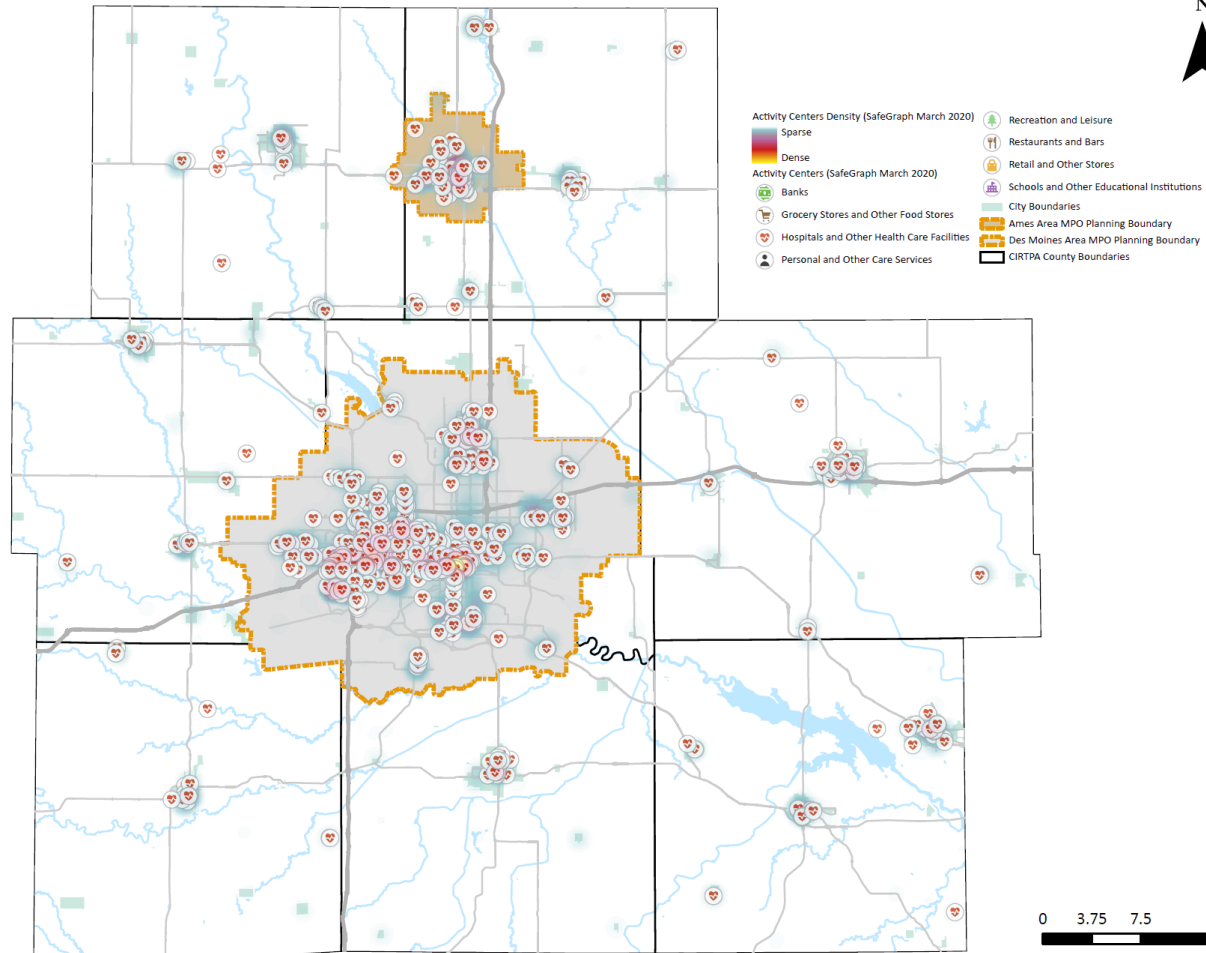 N
Activity Centers Density (SafeGraph March 2020)
Sparse
Dense
Activity Centers (SafeGraph March 2020)
Banks
Grocery Stores and Other Food Stores
Hospitals and Other Health Care Facilities
Personal and Other Care Services
Recreation and Leisure
Restaurants and Bars
Retail and Other Stores
Schools and Other Educational Institutions
City Boundaries
Ames Area MPO Planning Boundary
Des Moines Area MPO Planning Boundary
CIRTPA County Boundaries
0 3.75 7.5